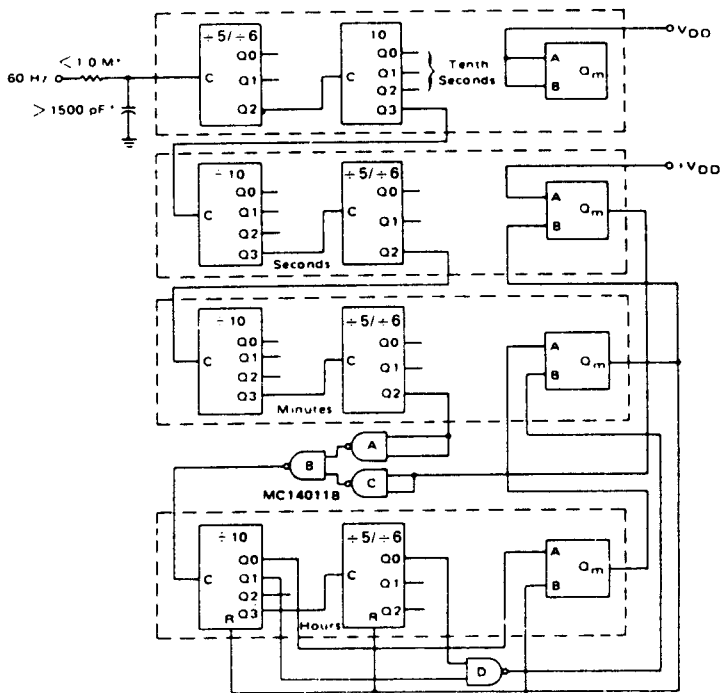 ÷5/÷6
10
Q0
Q1
C
Q2
Q0
Q1
C
Q2
Q3
Tenth
Seconds
A
B
Qm
VDD
60 Hz
< 1 0 M*
> 1500 pF*
÷10
÷5/÷6
Q0
Q1
C
Q2
Q3
Q0
Q1
C
Q2
Seconds
A
B
Qm
+VDD
÷10
÷5/÷6
Q0
Q1
C
Q2
Q3
Q0
Q1
C
Q2
Minutes
A
B
Qm
A
B
C
MC14011B
÷10
÷5/÷6
C
Q0
Q1
Q2
Q3
R
C
Q0
Q1
Q2
R
Hours
A
B
Qm
D